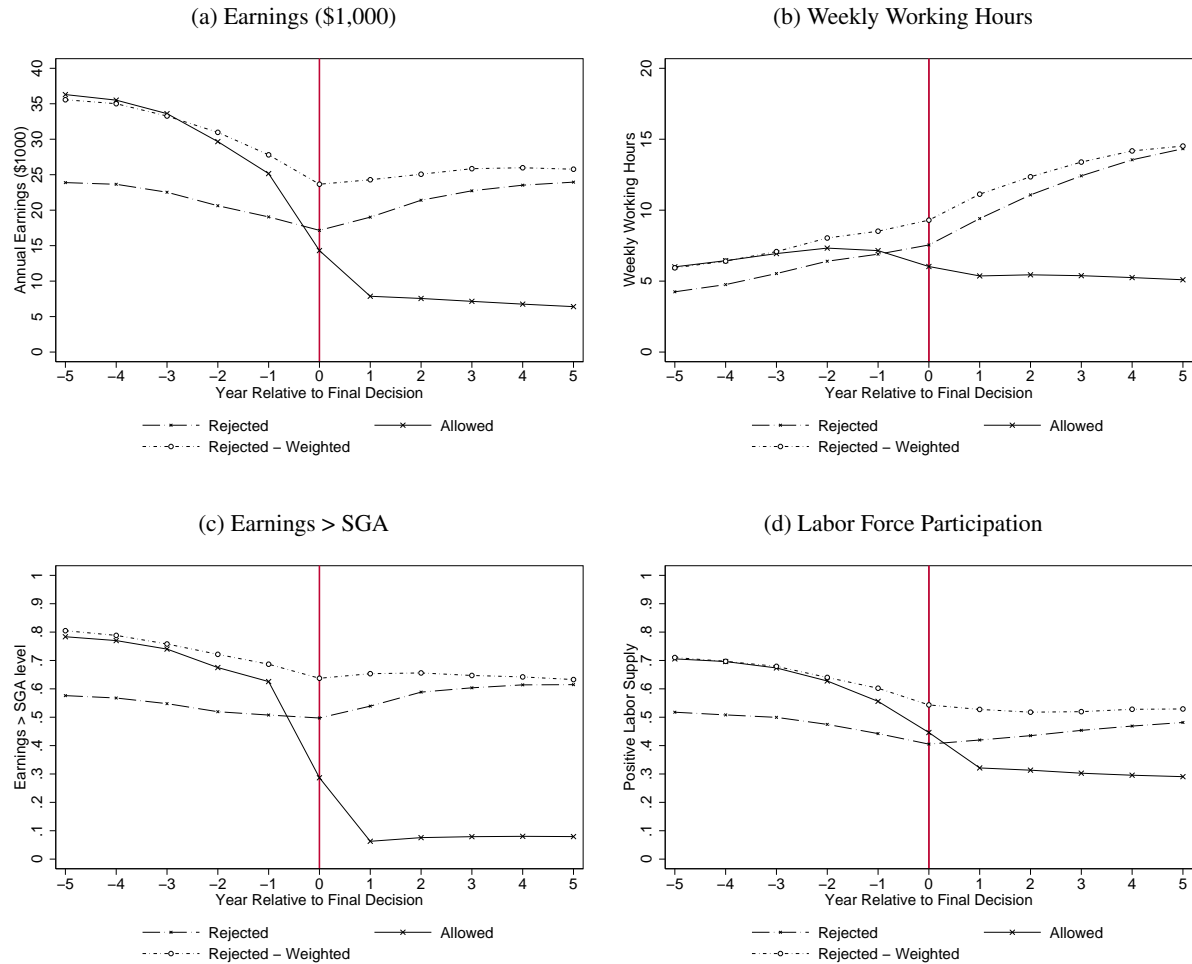 (a) Earnings ($1,000)
Annual Earnings ($1000)
40
35
30
25
20
15
10
5
0
−5 −4 −3 −2 −1 0 1 2 3 4 5
Year Relative to Final Decision
Rejected Allowed
Rejected − Weighted
(b) Weekly Working Hours
Weekly Working Hours
20
15
10
5
0
−5 −4 −3 −2 −1 0 1 2 3 4 5
Year Relative to Final Decision
Rejected Allowed
Rejected − Weighted
(c) Earnings > SGA
Earnings > SGA level
1
.9
.8
.7
.6
.5
.4
.3
.2
.1
0
−5 −4 −3 −2 −1 0 1 2 3 4 5
Year Relative to Final Decision
Rejected Allowed
Rejected − Weighted
(d) Labor Force Participation
Positive Labor Supply
1
.9
.8
.7
.6
.5
.4
.3
.2
.1
0
−5 −4 −3 −2 −1 0 1 2 3 4 5
Year Relative to Final Decision
Rejected Allowed
Rejected − Weighted